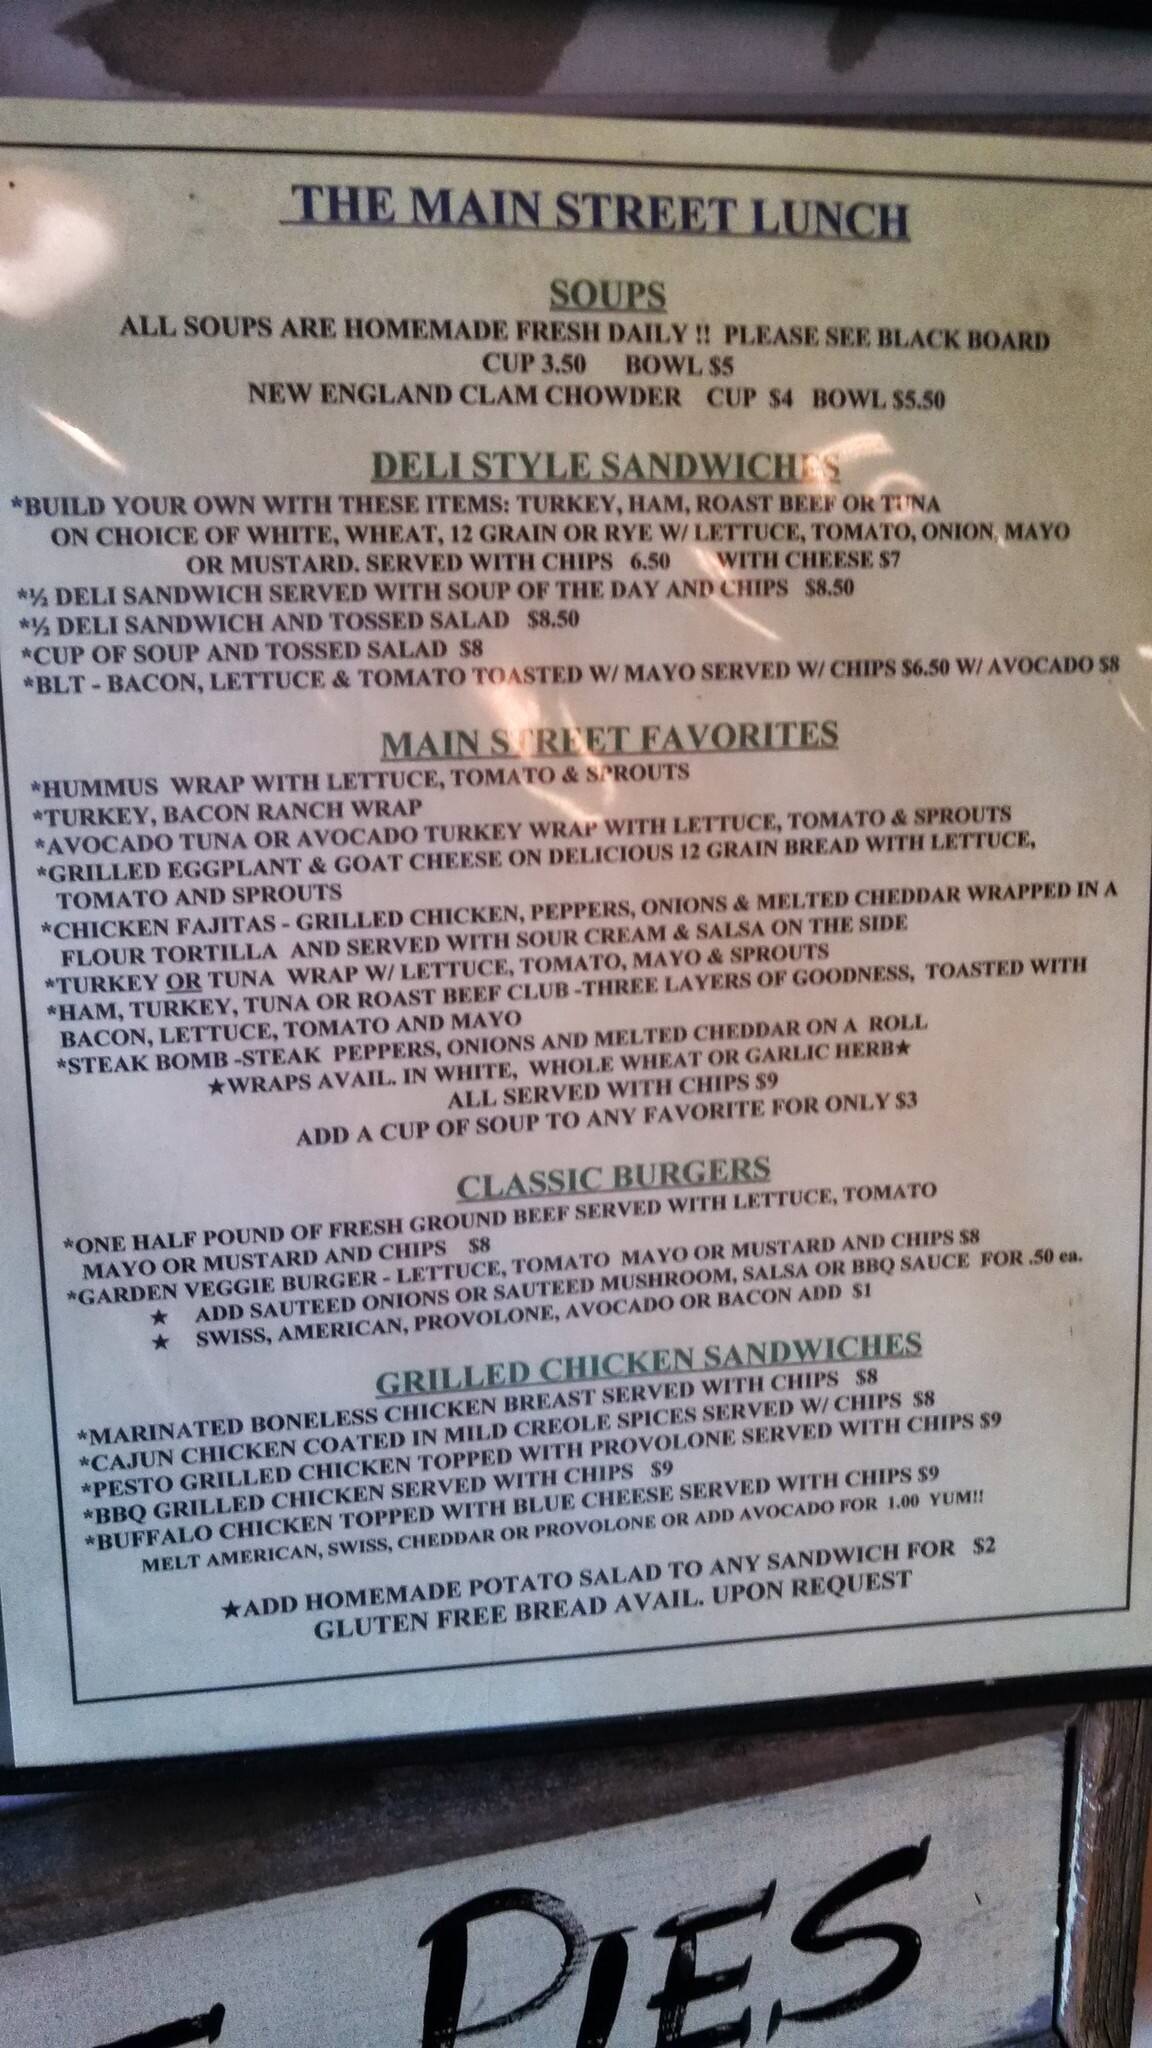 THE MAIN STREET LUNCH
SOUPS
ALL SOUPS ARE HOMEMADE FRESH DAILY !! PLEASE SEE BLACK BOARD
CUP 3.50 BOWL $5
NEW ENGLAND CLAM CHOWDER CUP $4 BOWL $5.50
DELI STYLE SANDWICHES
*BUILD YOUR OWN WITH THESE ITEMS: TURKEY, HAM, ROAST BEEF OR TUNA
ON CHOICE OF WHITE, WHEAT, 12 GRAIN OR RYE W/ LETTUCE, TOMATO, ONION, MAYO
OR MUSTARD. SERVED WITH CHIPS 6.50 WITH CHEESE $7
*½ DELI SANDWICH SERVED WITH SOUP OF THE DAY AND CHIPS $8.50
*½ DELI SANDWICH AND TOSSED SALAD $8.50
*CUP OF SOUP AND TOSSED SALAD $8
*BLT - BACON, LETTUCE & TOMATO TOASTED W/ MAYO SERVED W/ CHIPS $6.50 W/ AVOCADO $8
MAIN STREET FAVORITES
*HUMMUS WRAP WITH LETTUCE, TOMATO & SPROUTS
*TURKEY, BACON RANCH WRAP
*AVOCADO TUNA OR AVOCADO TURKEY WRAP WITH LETTUCE, TOMATO & SPROUTS
*GRILLED EGGPLANT & GOAT CHEESE ON DELICIOUS 12 GRAIN BREAD WITH LETTUCE,
TOMATO AND SPROUTS
*CHICKEN FAJITAS - GRILLED CHICKEN, PEPPERS, ONIONS & MELTED CHEDDAR WRAPPED IN A
FLOUR TORTILLA AND SERVED WITH SOUR CREAM & SALSA ON THE SIDE
*TURKEY OR TUNA WRAP W/ LETTUCE, TOMATO, MAYO & SPROUTS
*HAM, TURKEY, TUNA OR ROAST BEEF CLUB -THREE LAYERS OF GOODNESS, TOASTED WITH
BACON, LETTUCE, TOMATO AND MAYO
*STEAK BOMB -STEAK PEPPERS, ONIONS AND MELTED CHEDDAR ON A ROLL
★WRAPS AVAIL. IN WHITE, WHOLE WHEAT OR GARLIC HERB★
ALL SERVED WITH CHIPS $9
ADD A CUP OF SOUP TO ANY FAVORITE FOR ONLY $3
CLASSIC BURGERS
*ONE HALF POUND OF FRESH GROUND BEEF SERVED WITH LETTUCE, TOMATO
MAYO OR MUSTARD AND CHIPS $8
*GARDEN VEGGIE BURGER - LETTUCE, TOMATO MAYO OR MUSTARD AND CHIPS $8
★ ADD SAUTEED ONIONS OR SAUTEED MUSHROOM, SALSA OR BBQ SAUCE FOR .50 ea.
★ SWISS, AMERICAN, PROVOLONE, AVOCADO OR BACON ADD $1
GRILLED CHICKEN SANDWICHES
*MARINATED BONELESS CHICKEN BREAST SERVED WITH CHIPS $8
*CAJUN CHICKEN COATED IN MILD CREOLE SPICES SERVED W/ CHIPS $8
*PESTO GRILLED CHICKEN TOPPED WITH PROVOLONE SERVED WITH CHIPS $9
*BBQ GRILLED CHICKEN SERVED WITH CHIPS $9
*BUFFALO CHICKEN TOPPED WITH BLUE CHEESE SERVED WITH CHIPS $9
MELT AMERICAN, SWISS, CHEDDAR OR PROVOLONE OR ADD AVOCADO FOR 1.00 YUM!!
★ADD HOMEMADE POTATO SALAD TO ANY SANDWICH FOR $2
GLUTEN FREE BREAD AVAIL. UPON REQUEST
PIES